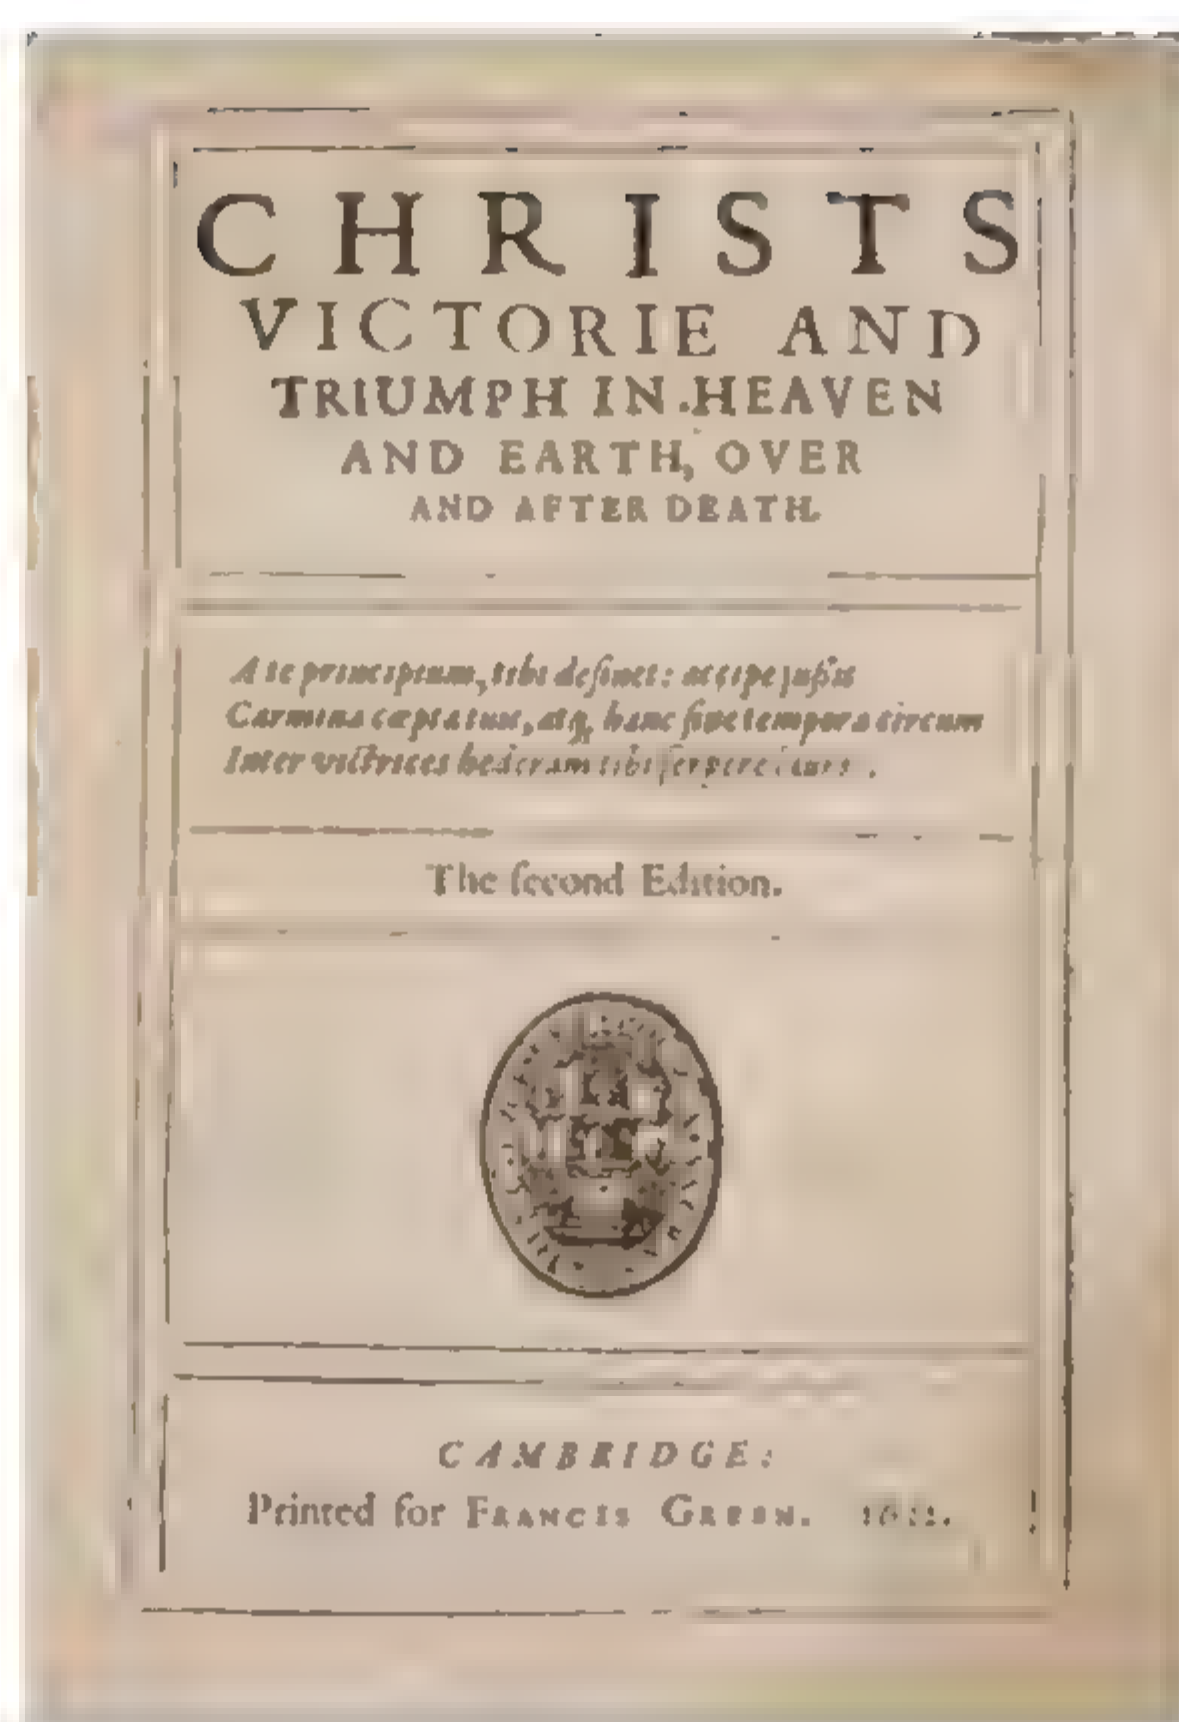 CHRISTS
VICTORIE AND
TRIUMPH IN HEAVEN
AND EARTH, OVER
AND AFTER DEATH.
A te principium, tibi desinet: accipe jußis
Carmina cœpta tuis, atq; hanc sine tempora circum
Inter victrices hederam tibi serpere
The ſecond Edition.
CAMBRIDGE:
Printed for FRANCIS GREEN.